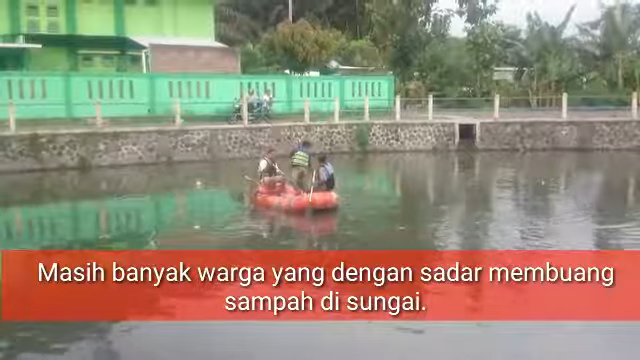 Masih banyak warga yang dengan sadar membuang
sampah di sungai.